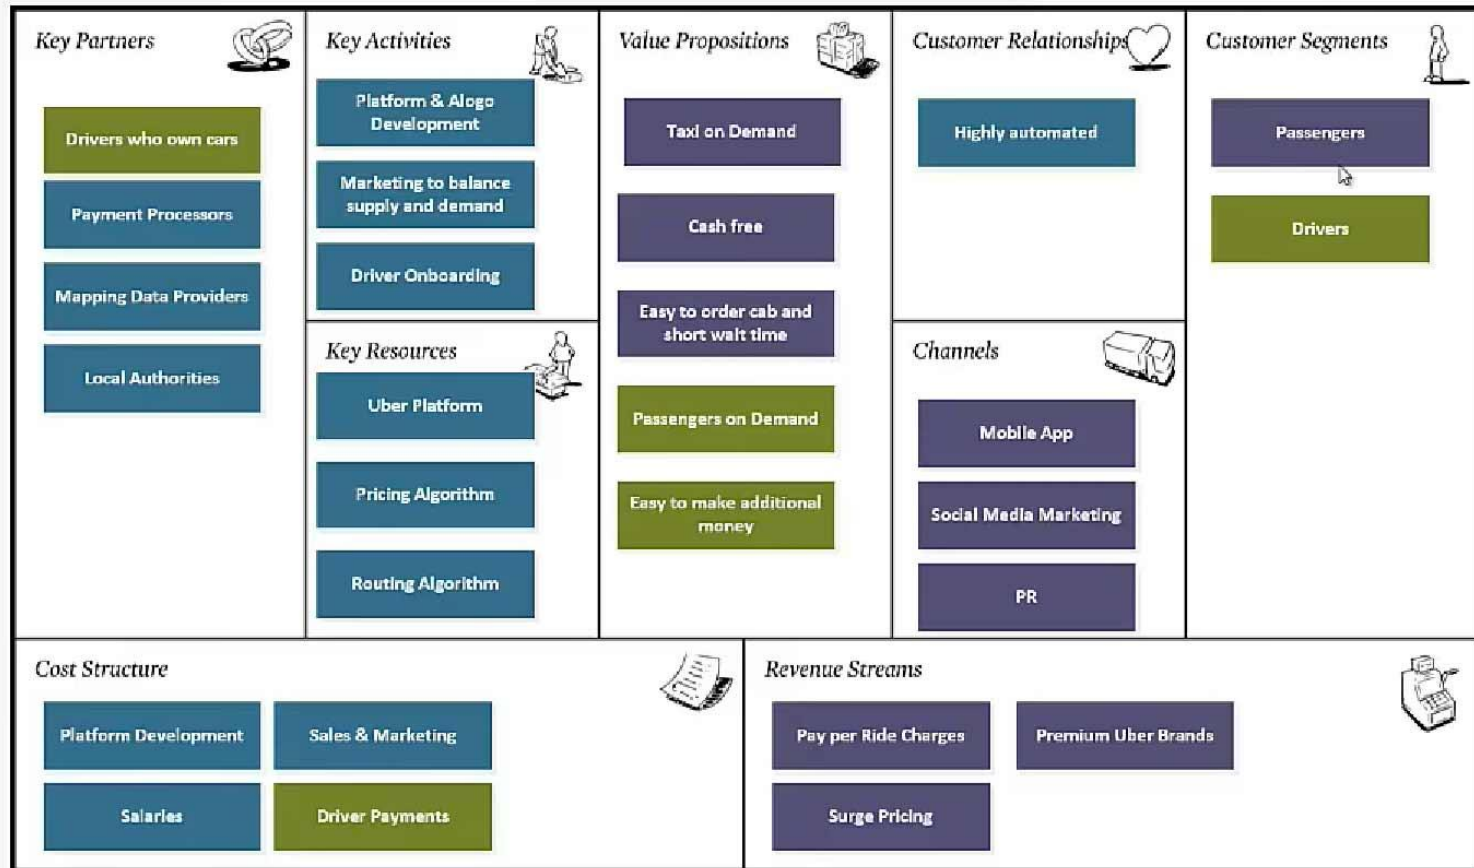 Key Partners
Drivers who own cars
Payment Processors
Mapping Data Providers
Local Authorities
Key Activities
Platform & Alogo
Development
Marketing to balance
supply and demand
Driver Onboarding
Key Resources
Uber Platform
Pricing Algorithm
Routing Algorithm
Value Propositions
Taxi on Demand
Cash free
Easy to order cab and
short wait time
Passengers on Demand
Easy to make additional
money
Customer Relationships
Highly automated
Channels
Mobile App
Social Media Marketing
PR
Customer Segments
Passengers
Drivers
Cost Structure
Platform Development
Sales & Marketing
Salaries
Driver Payments
Revenue Streams
Pay per Ride Charges
Premium Uber Brands
Surge Pricing